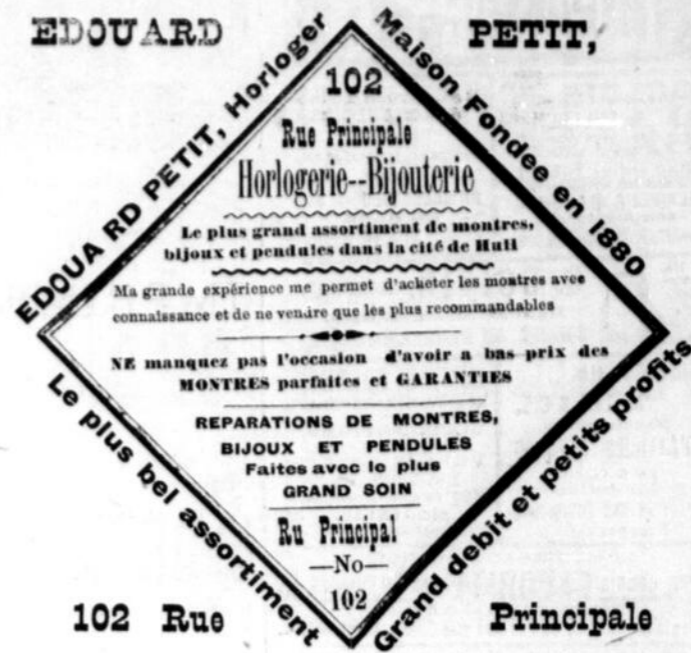 EDOUARD PETIT,
EDOUARD PETIT, Horloger
Maison Fondee en 1880
102
Rue Principale
Horlogerie--Bijouterie
Le plus grand assortiment de montres,
bijoux et pendules dans la cité de Hull
Ma grande expérience me permet d'acheter les montres avec
connaissance et de ne vendre que les plus recommandables
NE manquez pas l'occasion d'avoir a bas prix des
MONTRES parfaites et GARANTIES
REPARATIONS DE MONTRES,
BIJOUX ET PENDULES
Faites avec le plus
GRAND SOIN
Ru Principal
—No—
102
Le plus bel assortiment
Grand debit et petits profits
102 Rue Principale